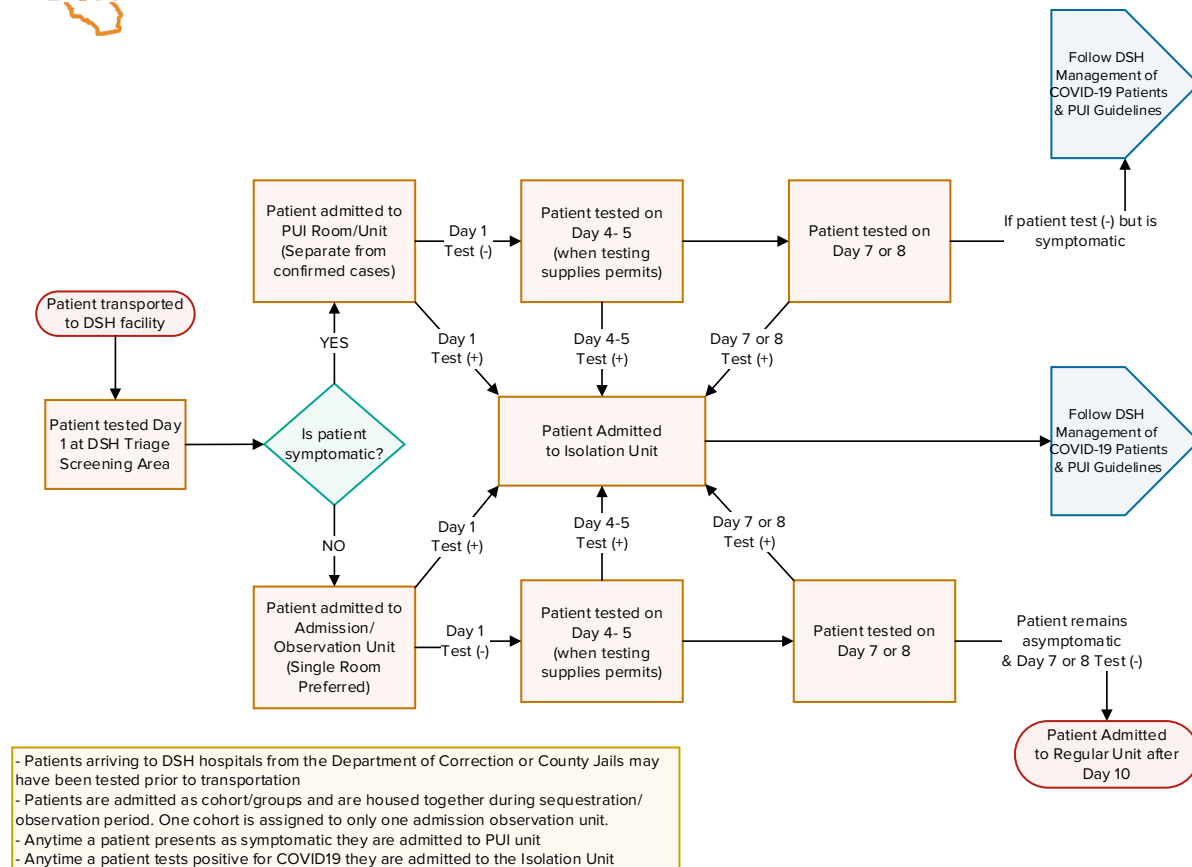 Follow DSH
Management of
COVID-19 Patients
& PUI Guidelines
Patient admitted to
PUI Room/Unit
(Separate from
confirmed cases)
Day 1
Test (-)
Patient tested on
Day 4- 5
(when testing
supplies permits)
Patient tested on
Day 7 or 8
If patient test (-) but is
symptomatic
Patient transported
to DSH facility
YES
Day 1
Test (+)
Day 4-5
Test (+)
Day 7 or 8
Test (+)
Patient tested Day
1 at DSH Triage
Screening Area
Is patient
symptomatic?
Patient Admitted
to Isolation Unit
Follow DSH
Management of
COVID-19 Patients
& PUI Guidelines
NO
Day 1
Test (+)
Day 4-5
Test (+)
Day 7 or 8
Test (+)
Patient admitted to
Admission/
Observation Unit
(Single Room
Preferred)
Day 1
Test (-)
Patient tested on
Day 4- 5
(when testing
supplies permits)
Patient tested on
Day 7 or 8
Patient remains
asymptomatic
& Day 7 or 8 Test (-)
Patient Admitted
to Regular Unit after
Day 10
- Patients arriving to DSH hospitals from the Department of Correction or County Jails may
have been tested prior to transportation
- Patients are admitted as cohort/groups and are housed together during sequestration/
observation period. One cohort is assigned to only one admission observation unit.
- Anytime a patient presents as symptomatic they are admitted to PUI unit
- Anytime a patient tests positive for COVID19 they are admitted to the Isolation Unit